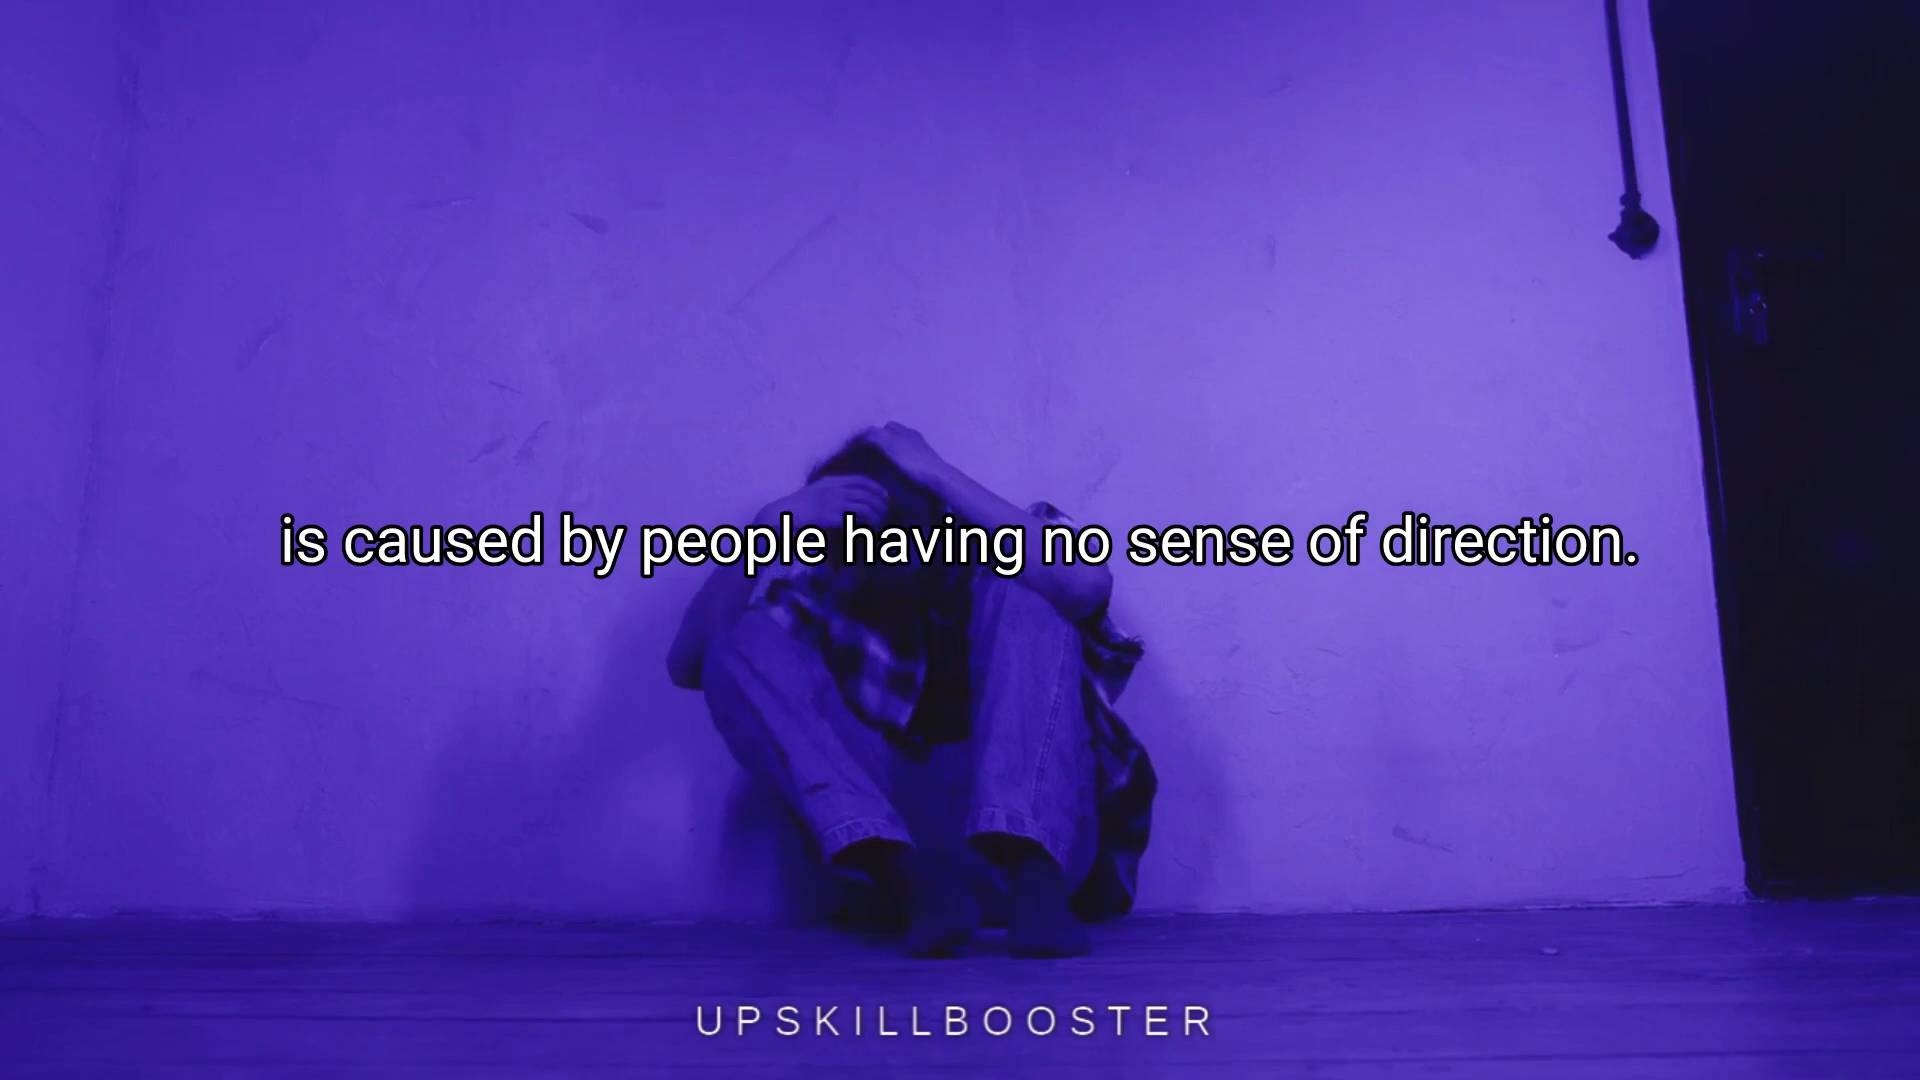 is caused by people having no sense of direction.
UPSKILLBOOSTER